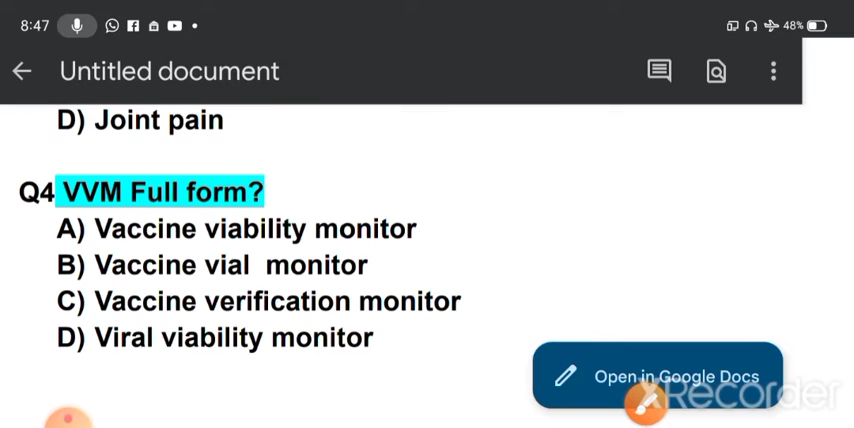 8:47
48%
Untitled document
D) Joint pain
Q4 VVM Full form?
A) Vaccine viability monitor
B) Vaccine vial monitor
C) Vaccine verification monitor
D) Viral viability monitor
Open in Google Docs
XRecorder